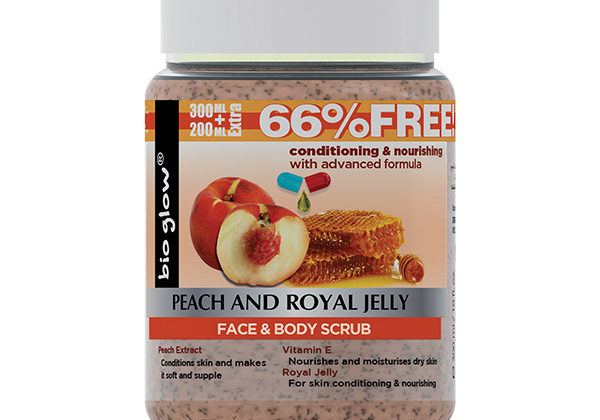 300ML
+
200ML
Extra
66%FREE!
conditioning & nourishing
with advanced formula
bio glow®
PEACH AND ROYAL JELLY
FACE & BODY SCRUB
Peach Extract
Conditions skin and makes
it soft and supple
Vitamin E
Nourishes and moisturises dry skin
Royal Jelly
For skin conditioning & nourishing